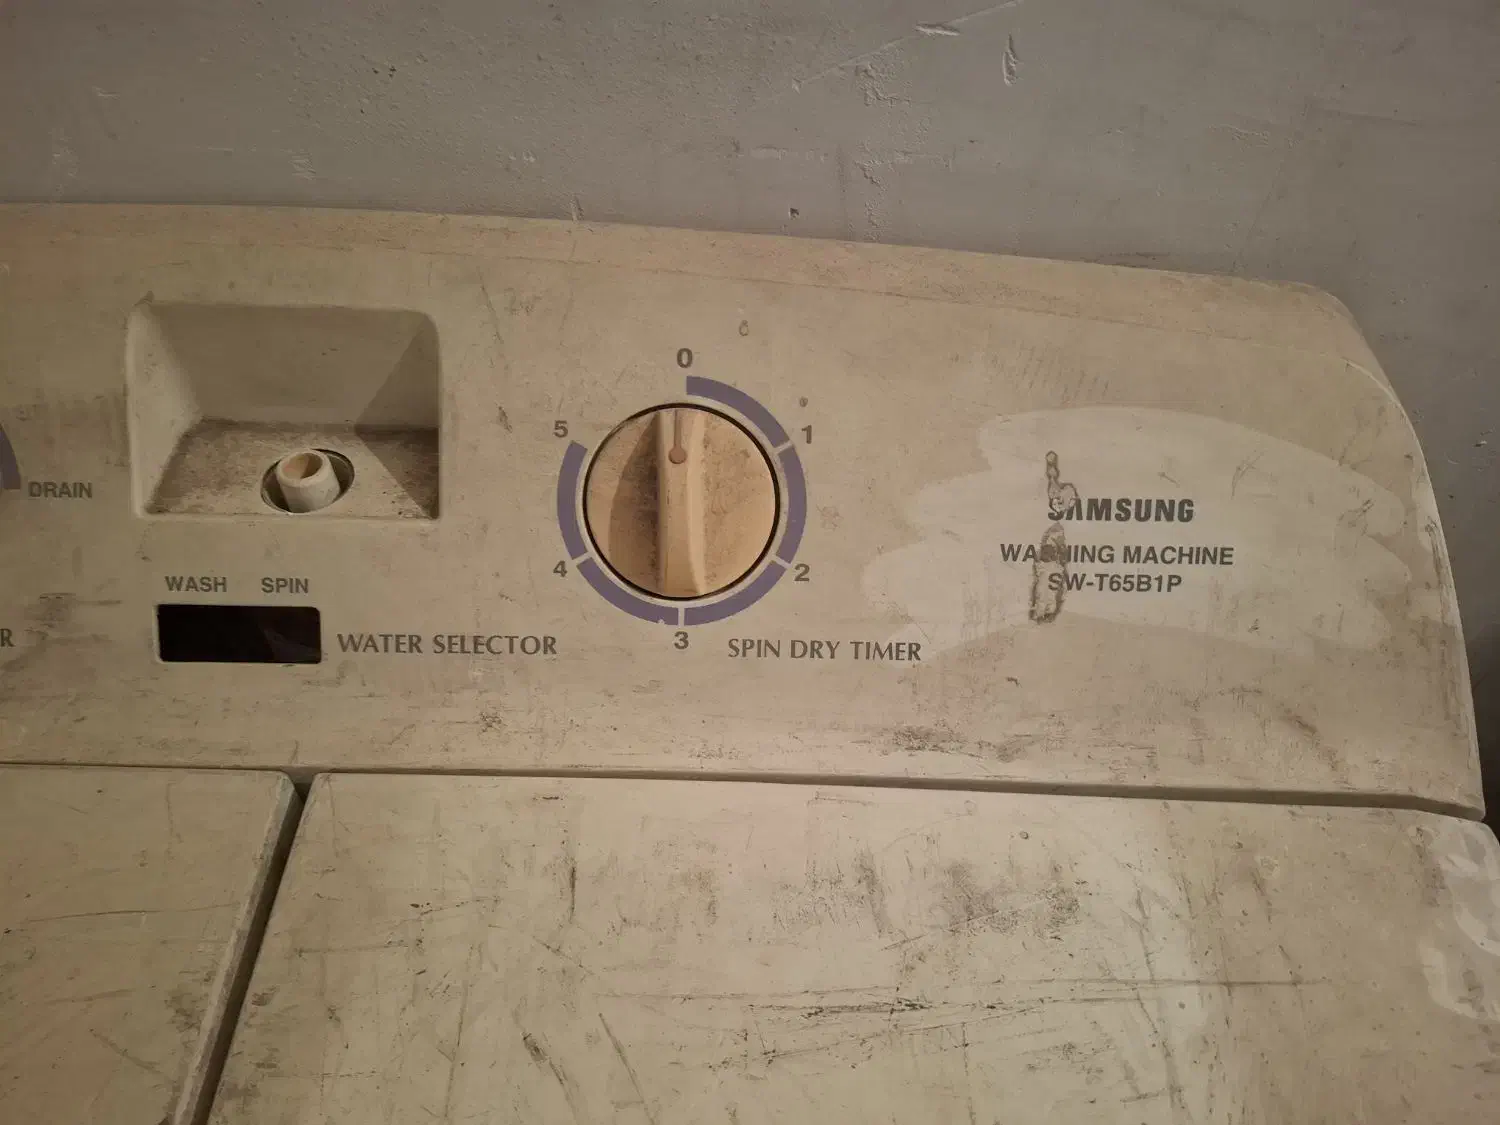 0
5
1
DRAIN
SAMSUNG
WASHING MACHINE
SW-T65B1P
4
2
WASH SPIN
R
WATER SELECTOR
3
SPIN DRY TIMER